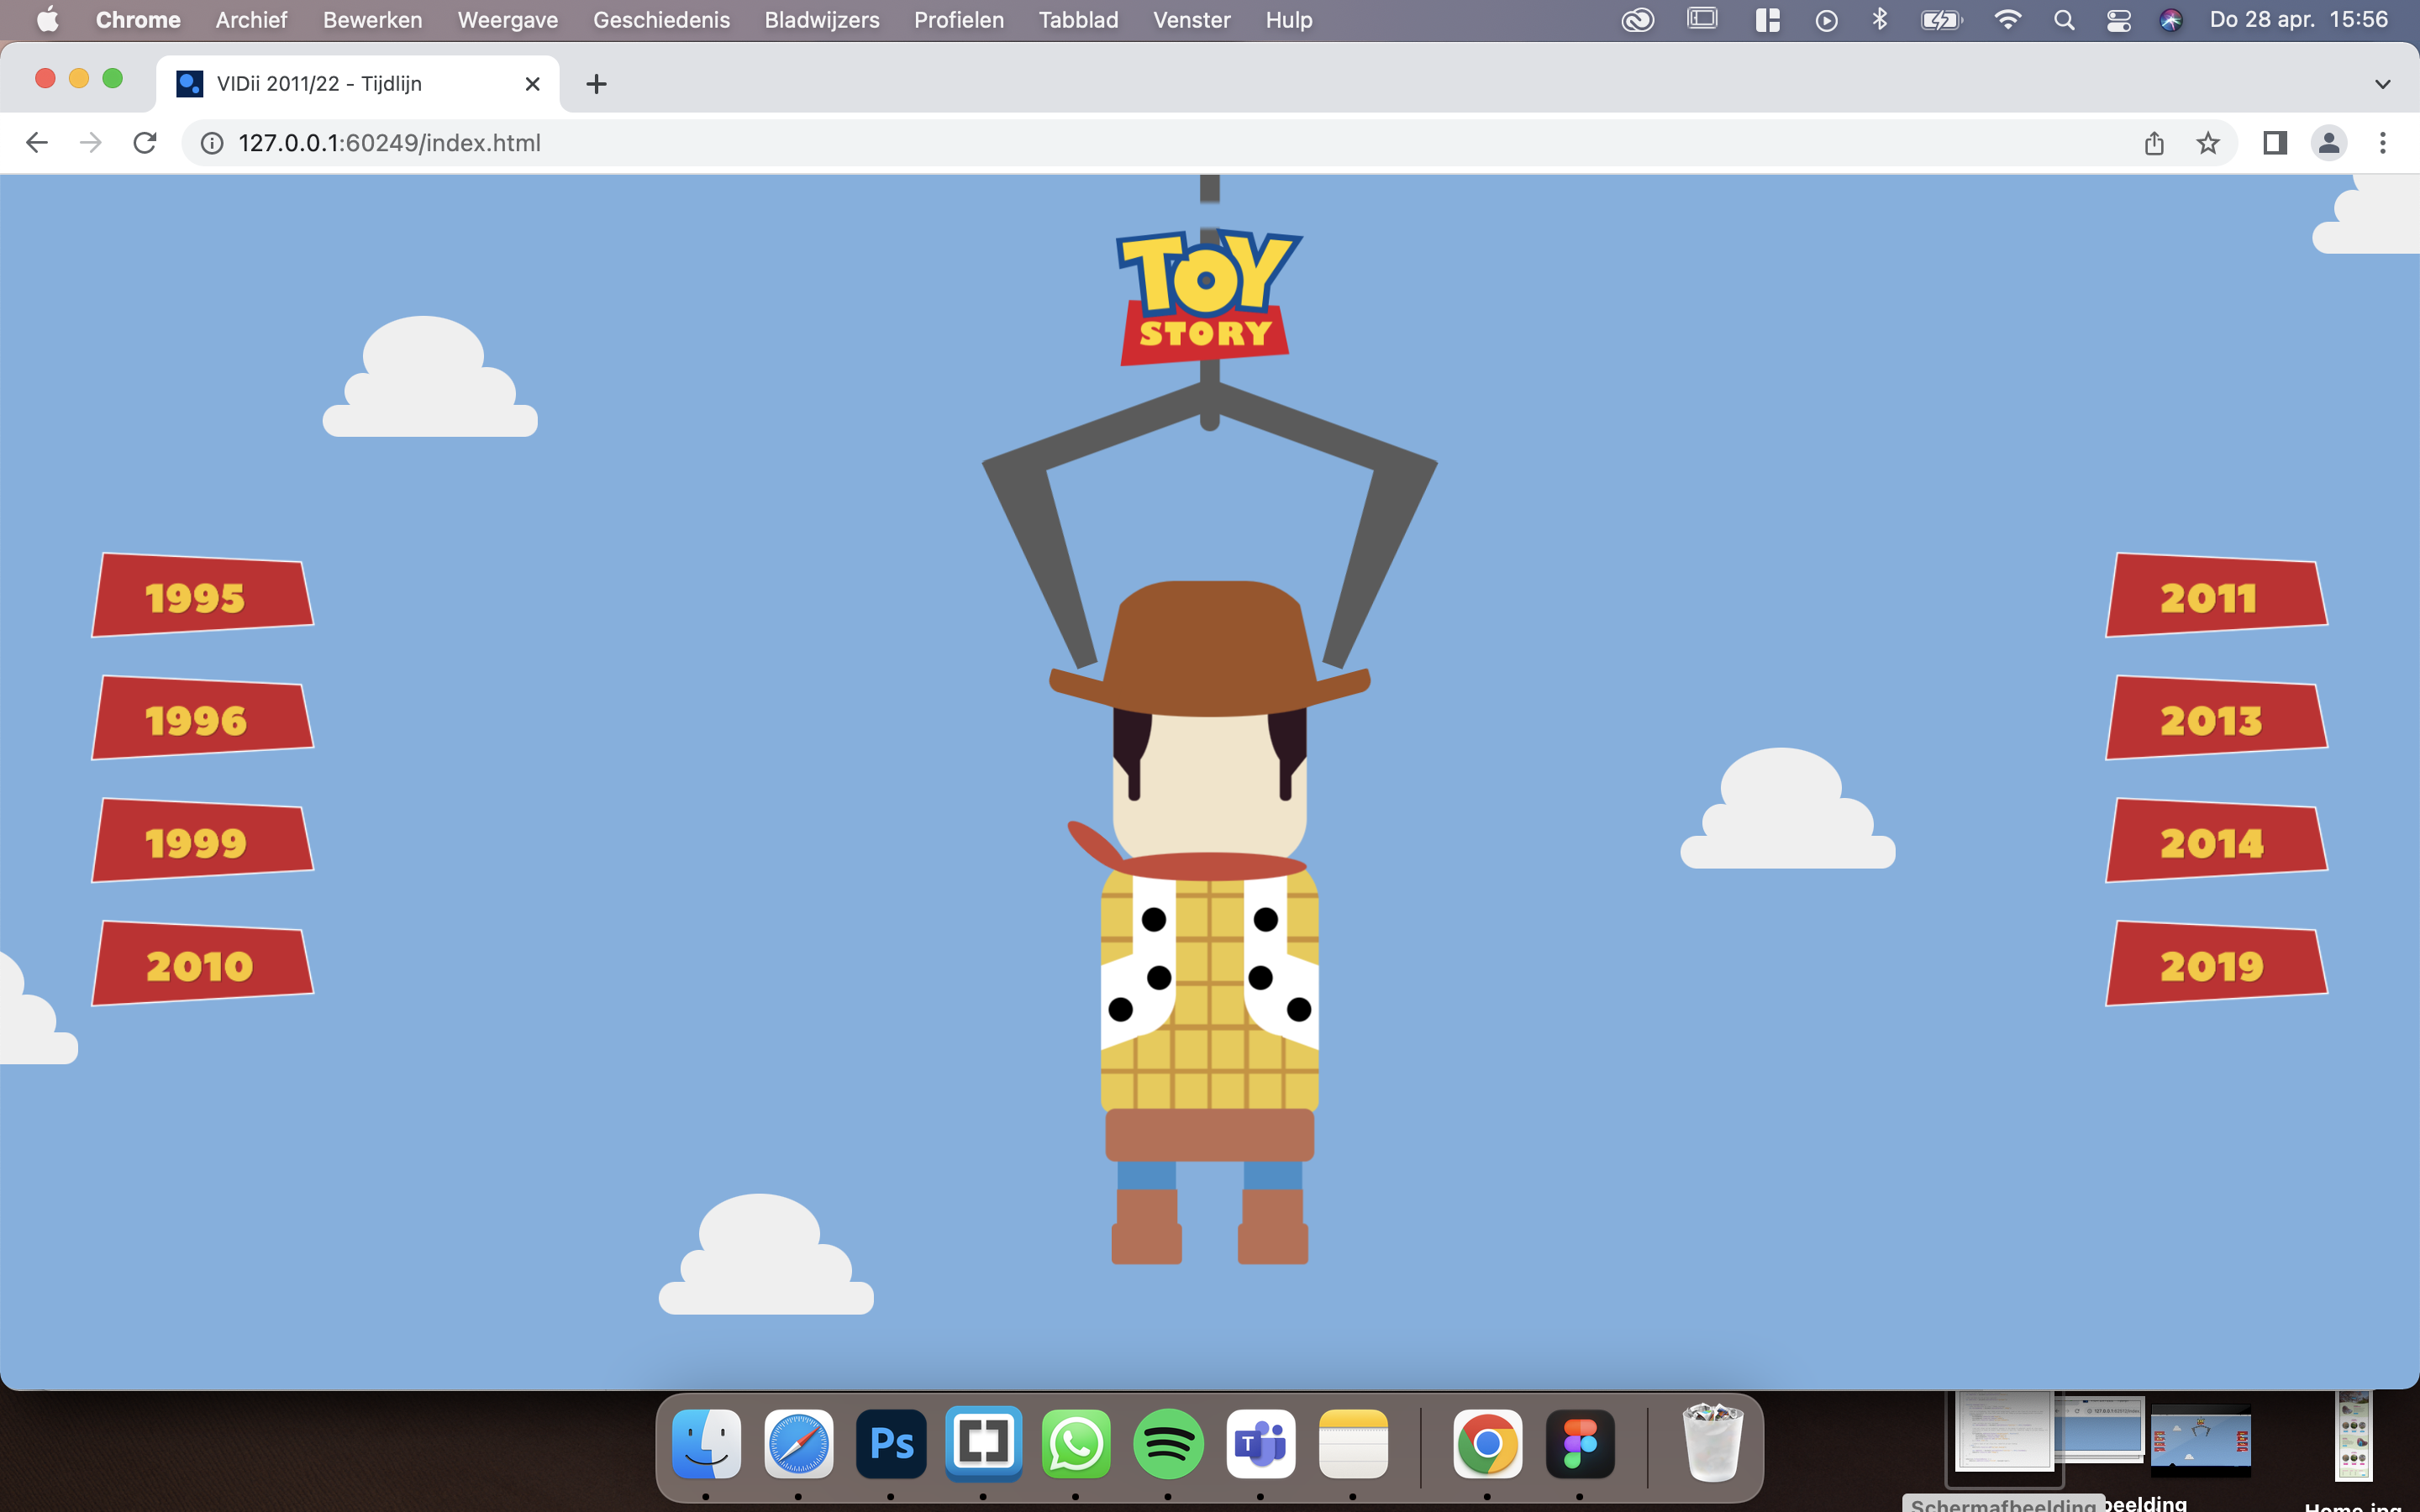 Chrome Archief Bewerken Weergave Geschiedenis Bladwijzers Profielen Tabblad Venster Hulp Do 28 apr. 15:56
VIDii 2011/22 - Tijdlijn
127.0.0.1:60249/index.html
TOY
STORY
1995
1996
1999
2010
2011
2013
2014
2019
Ps
T
Schermafbeelding
beelding